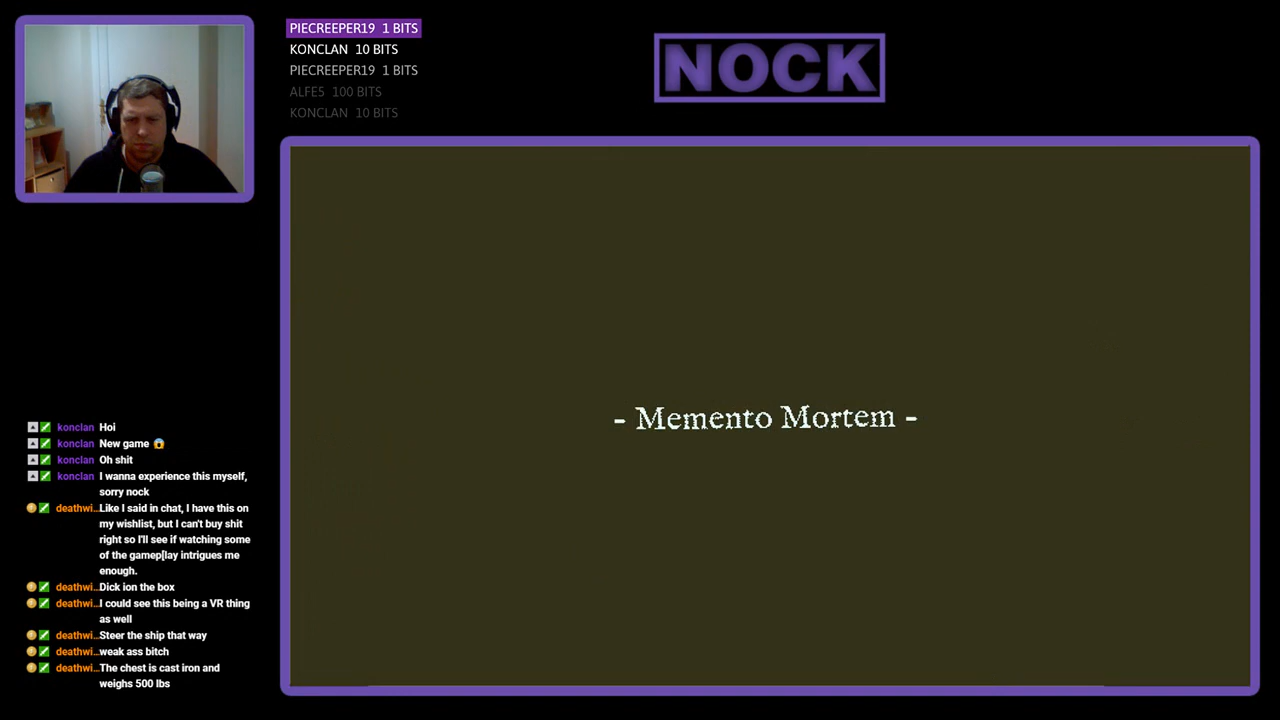 PIECREEPER19 1 BITS
KONCLAN 10 BITS
PIECREEPER19 1 BITS
ALFE5 100 BITS
KONCLAN 10 BITS
NOCK
- Memento Mortem -
konclan Hoi
konclan New game 😱
konclan Oh shit
konclan I wanna experience this myself,
sorry nock
deathwi...Like I said in chat, I have this on
my wishlist, but I can't buy shit
right so I'll see if watching some
of the gamep[lay intrigues me
enough.
deathwi...Dick ion the box
deathwi...I could see this being a VR thing
as well
deathwi...Steer the ship that way
deathwi...weak ass bitch
deathwi...The chest is cast iron and
weighs 500 lbs